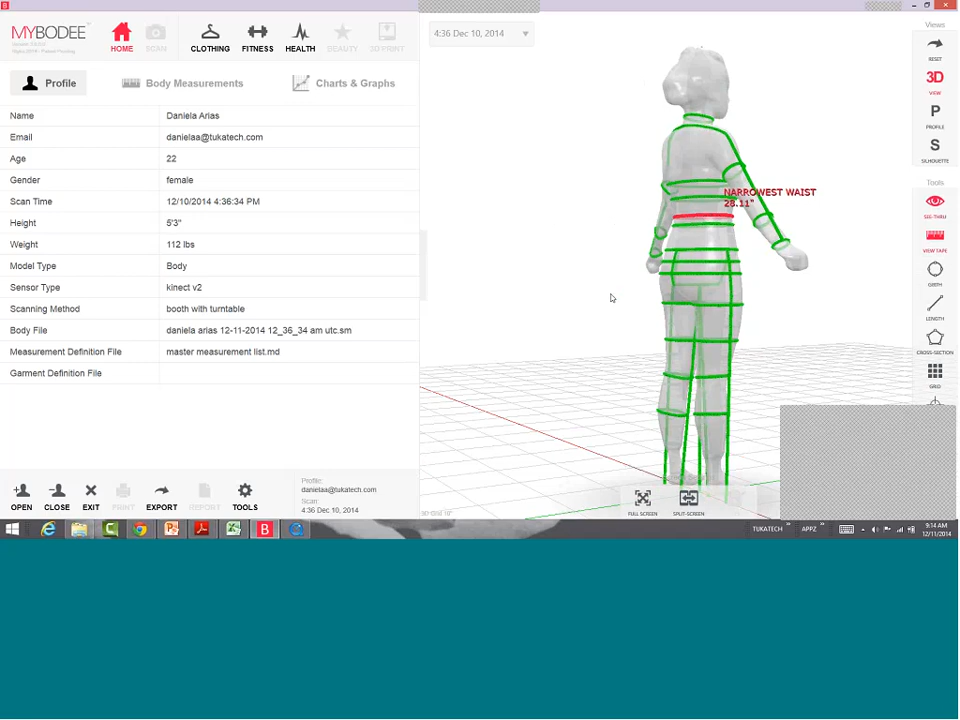 MYBODEE
HOME
SCAN
CLOTHING
FITNESS
HEALTH
BEAUTY
3D PRINT
Profile
Body Measurements
Charts & Graphs
Name Daniela Arias
Email danielaa@tukatech.com
Age 22
Gender female
Scan Time 12/10/2014 4:36:34 PM
Height 5'3"
Weight 112 lbs
Model Type Body
Sensor Type kinect v2
Scanning Method booth with turntable
Body File daniela arias 12-11-2014 12_36_34 am utc.sm
Measurement Definition File master measurement list.md
Garment Definition File
OPEN
CLOSE
EXIT
PRINT
EXPORT
REPORT
TOOLS
Profile:
danielaa@tukatech.com
Scan:
4:36 Dec 10, 2014
4:36 Dec 10, 2014
NARROWEST WAIST
28.11"
3D Grid 10"
FULL SCREEN
SPLIT-SCREEN
Views
RESET
3D
VIEW
P
PROFILE
S
SILHOUETTE
Tools
SEE-THRU
VIEW TAPE
GIRTH
LENGTH
CROSS-SECTION
GRID
TUKATECH
APPZ
9:14 AM
12/11/2014